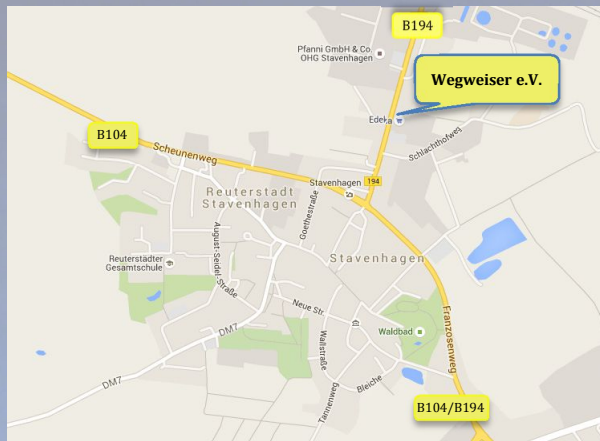 B194
Pfanni GmbH & Co.
OHG Stavenhagen
Wegweiser e.V.
Edeka
B104
Schlachthofweg
Scheunenweg
Stavenhagen
194
Reuterstadt
Stavenhagen
Goethestraße
August-Seidel-Straße
Stavenhagen
Reuterstädter
Gesamtschule
Neue Str.
Franzosenweg
DM7
Waldbad
Wallstraße
DM7
Bleiche
Tannenweg
B104/B194